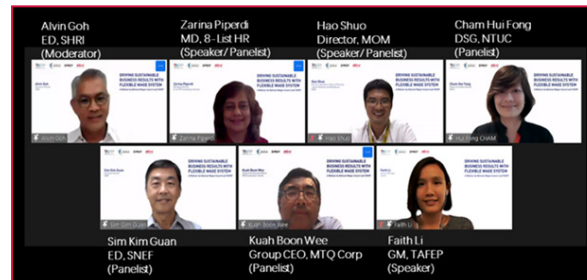 Alvin Goh
ED, SHRI
(Moderator)
Zarina Piperdi
MD, 8-List HR
(Speaker/ Panelist)
Hao Shuo
Director, MOM
(Speaker/ Panelist)
Cham Hui Fong
DSG, NTUC
(Panelist)
DRIVING SUSTAINABLE
BUSINESS RESULTS WITH
FLEXIBLE WAGE SYSTEM
DRIVING SUSTAINABLE
BUSINESS RESULTS WITH
FLEXIBLE WAGE SYSTEM
DRIVING SUSTAINABLE
BUSINESS RESULTS WITH
FLEXIBLE WAGE SYSTEM
DRIVING SUSTAINABLE
BUSINESS RESULTS WITH
FLEXIBLE WAGE SYSTEM
Alvin Goh
Zarina Piperdi
Hao Shuo
Hui Fong CHAM
DRIVING SUSTAINABLE
BUSINESS RESULTS WITH
FLEXIBLE WAGE SYSTEM
DRIVING SUSTAINABLE
BUSINESS RESULTS WITH
FLEXIBLE WAGE SYSTEM
DRIVING SUSTAINABLE
BUSINESS RESULTS WITH
FLEXIBLE WAGE SYSTEM
Sim Gim Guan
Kuah Boon Wee
Faith Li
Sim Kim Guan
ED, SNEF
(Panelist)
Kuah Boon Wee
Group CEO, MTQ Corp
(Panelist)
Faith Li
GM, TAFEP
(Speaker)